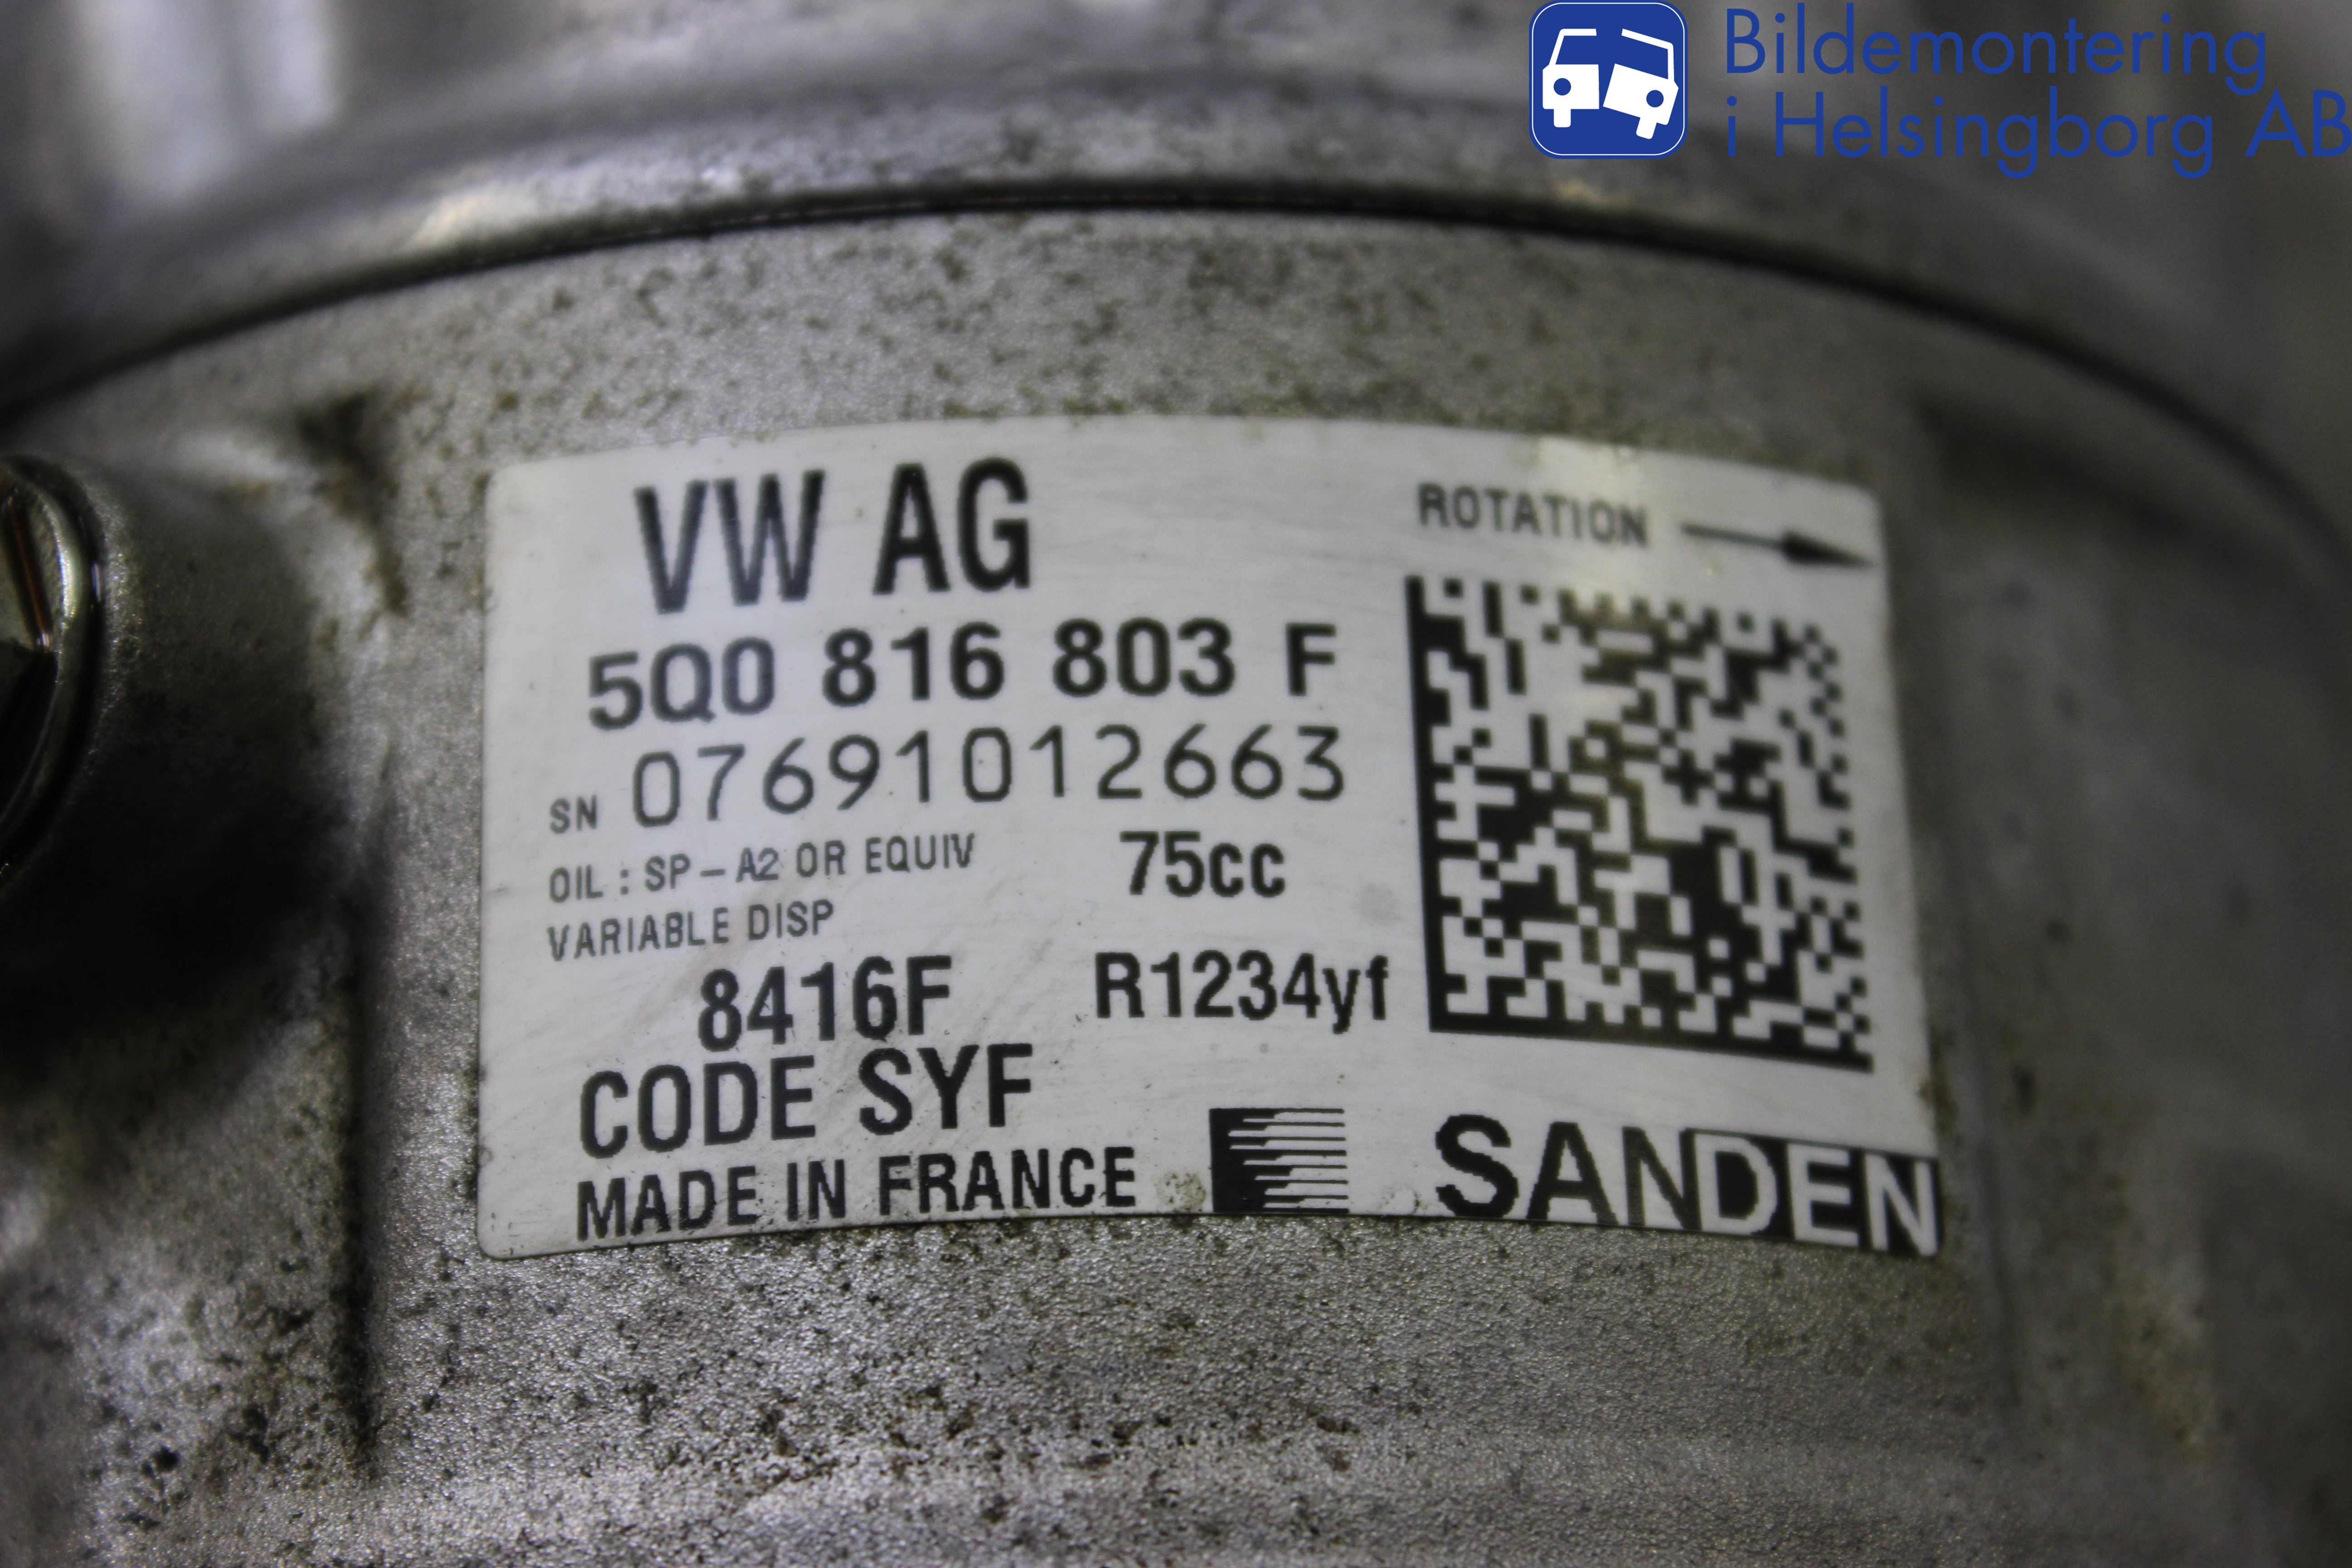 Bildemontering
i Helsingborg AB
VW AG
ROTATION
5Q0 816 803 F
SN 07691012663
OIL : SP-A2 OR EQUIV 75cc
VARIABLE DISP
8416F R1234yf
CODE SYF
MADE IN FRANCE
SANDEN